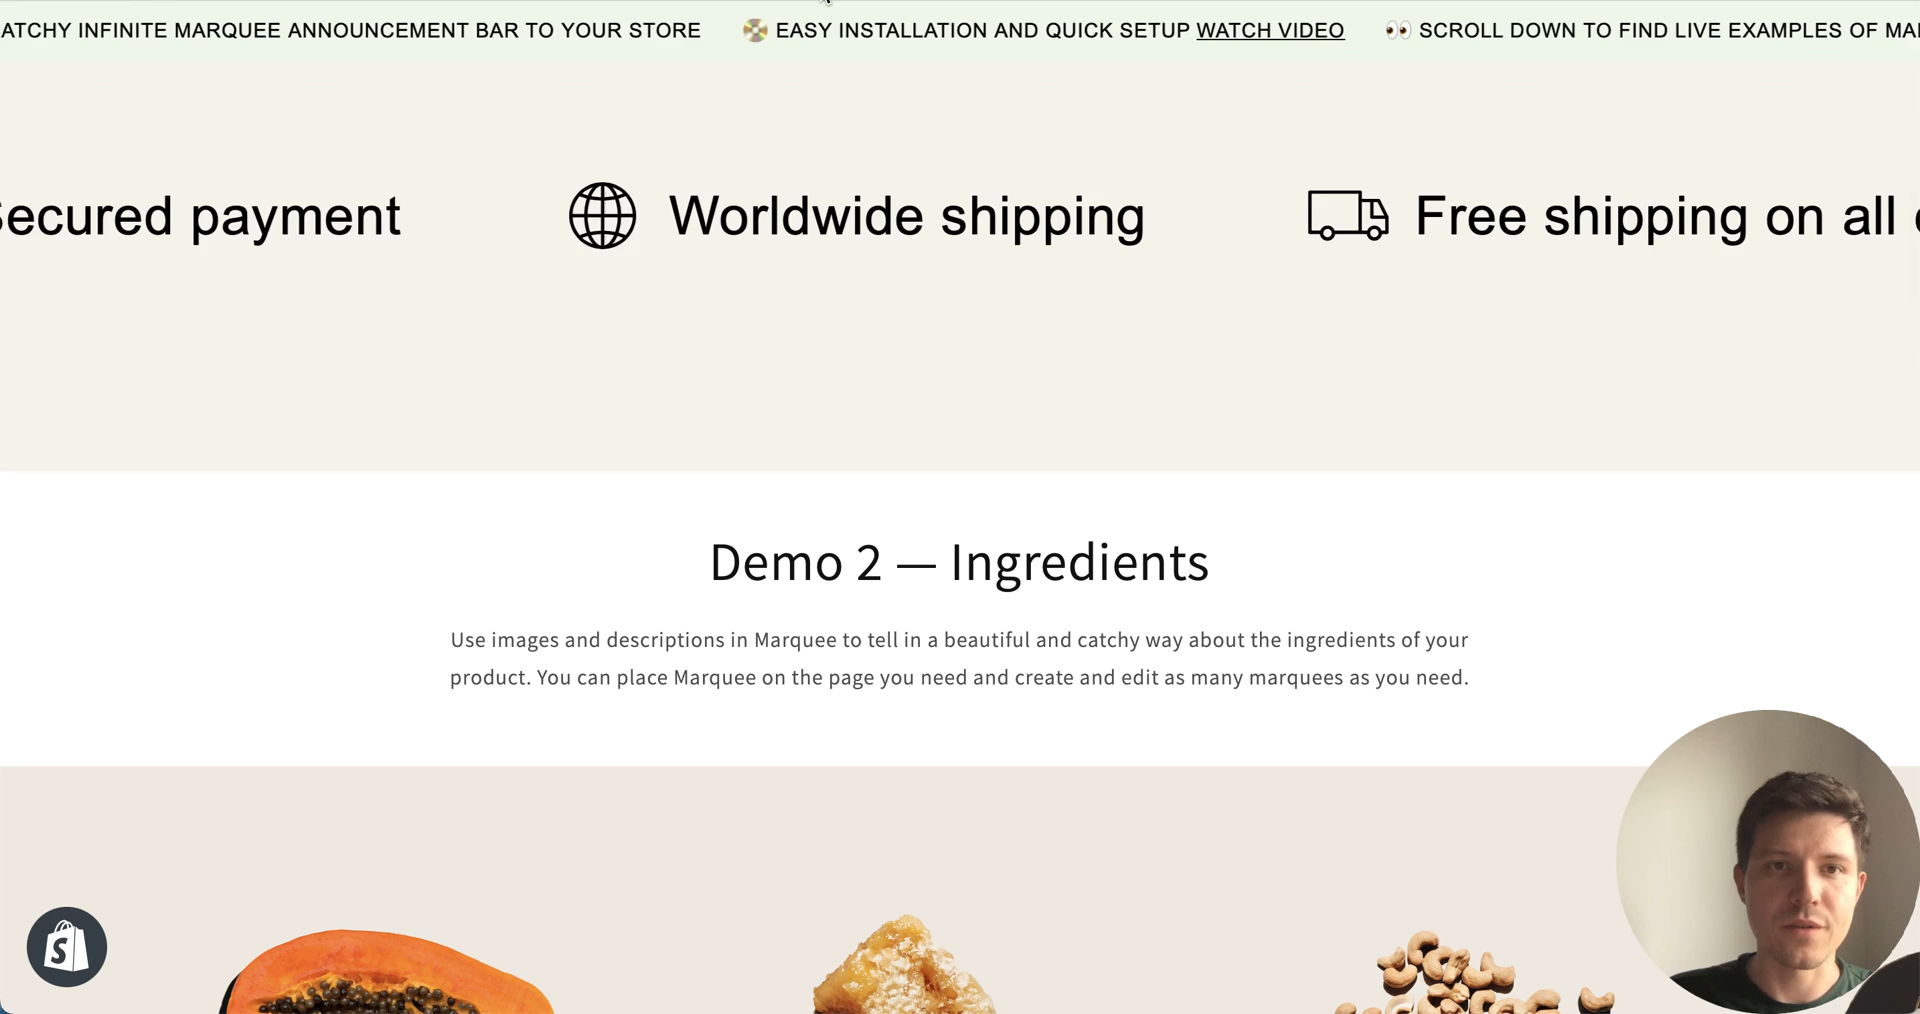 ATCHY INFINITE MARQUEE ANNOUNCEMENT BAR TO YOUR STORE EASY INSTALLATION AND QUICK SETUP WATCH VIDEO SCROLL DOWN TO FIND LIVE EXAMPLES OF MA
Secured payment Worldwide shipping Free shipping on all
Demo 2 — Ingredients
Use images and descriptions in Marquee to tell in a beautiful and catchy way about the ingredients of your
product. You can place Marquee on the page you need and create and edit as many marquees as you need.